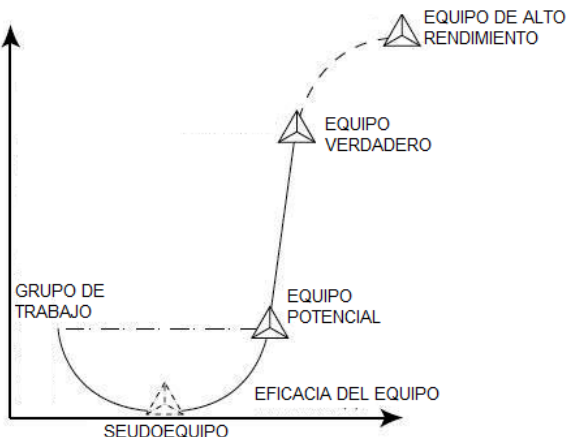 EQUIPO DE ALTO
RENDIMIENTO
EQUIPO
VERDADERO
GRUPO DE
TRABAJO
EQUIPO
POTENCIAL
EFICACIA DEL EQUIPO
SEUDOEQUIPO